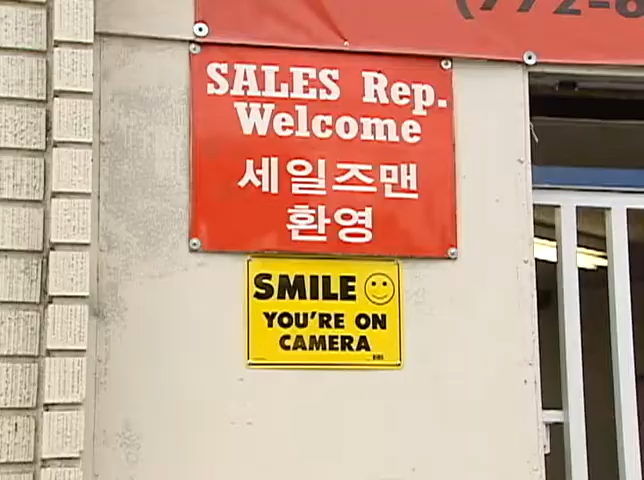 SALES Rep.
Welcome
세일즈맨
환영
SMILE
YOU'RE ON
CAMERA